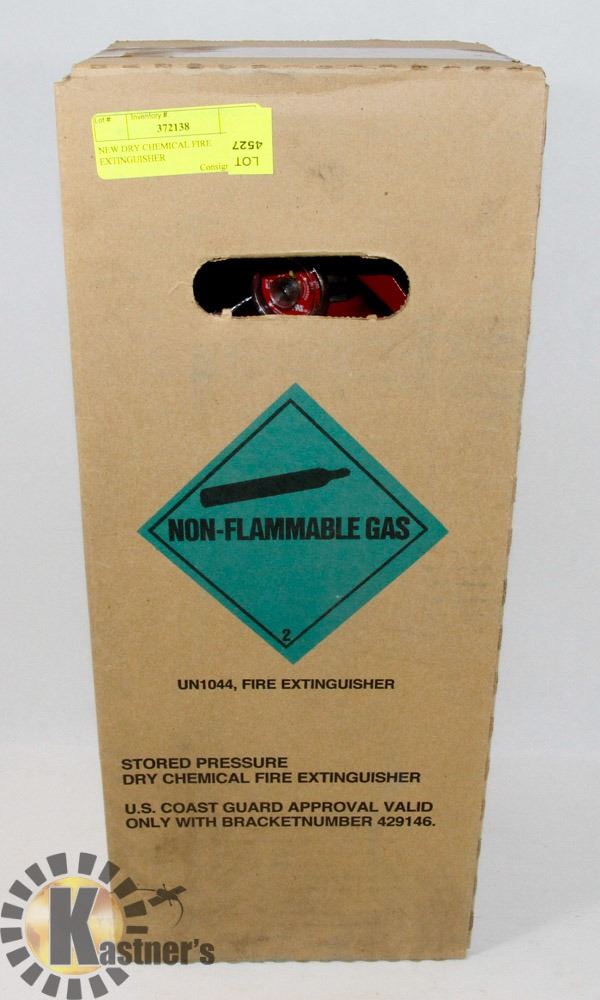 Lot # Inventory #
372138
NEW DRY CHEMICAL FIRE
EXTINGUISHER
Consign
LOT
4527
NON-FLAMMABLE GAS
2
UN1044, FIRE EXTINGUISHER
STORED PRESSURE
DRY CHEMICAL FIRE EXTINGUISHER
U.S. COAST GUARD APPROVAL VALID
ONLY WITH BRACKETNUMBER 429146.
Kastner's